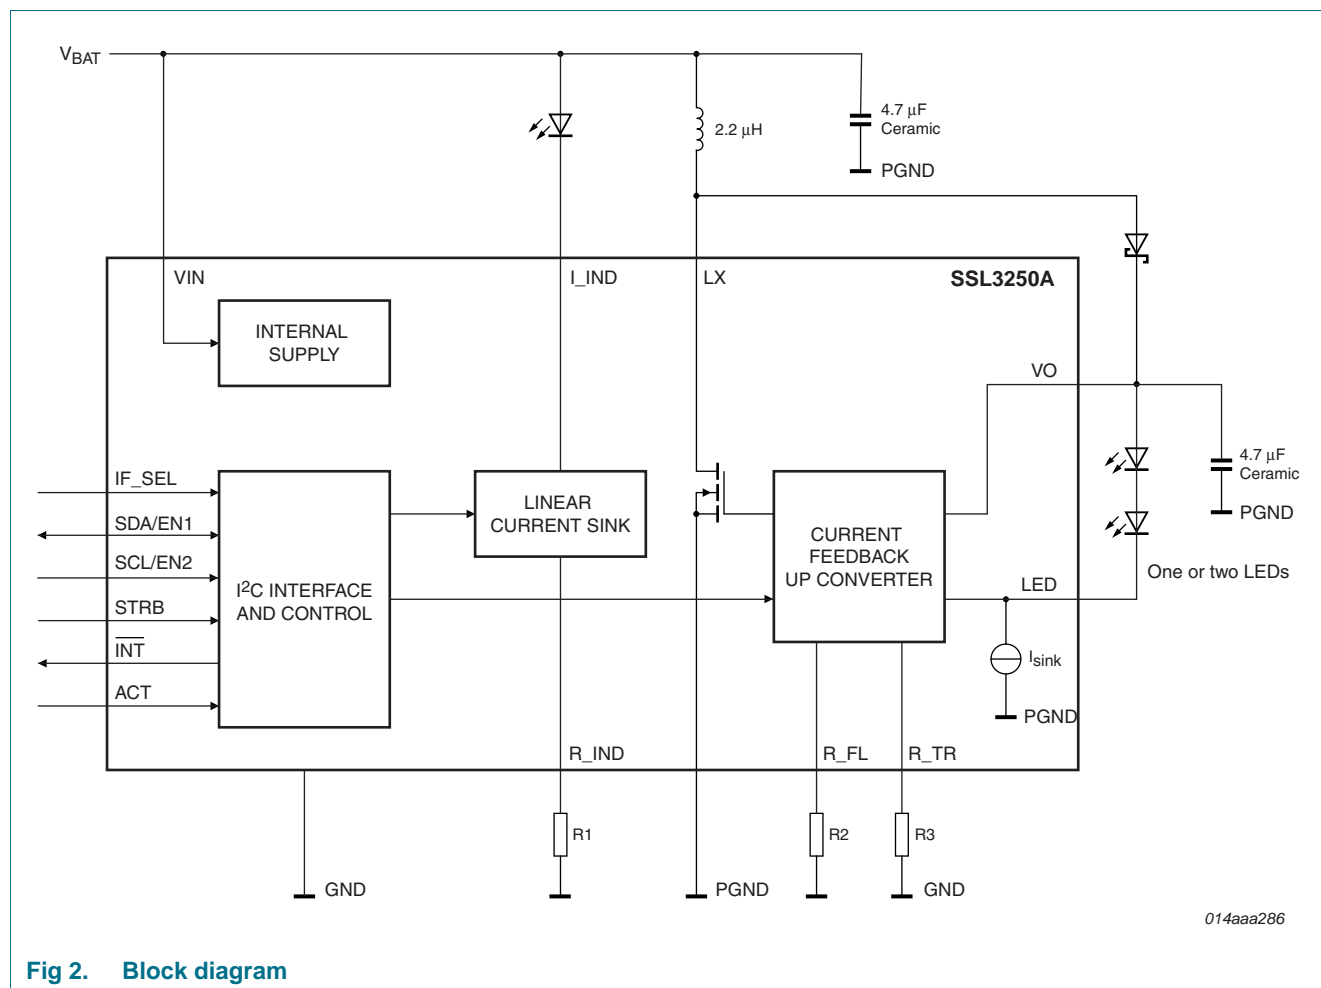 VBAT
4.7 μF
Ceramic
2.2 μH
PGND
VIN
I_IND
LX
SSL3250A
INTERNAL
SUPPLY
VO
IF_SEL
SDA/EN1
SCL/EN2
STRB
INT
ACT
I2C INTERFACE
AND CONTROL
LINEAR
CURRENT SINK
CURRENT
FEEDBACK
UP CONVERTER
4.7 μF
Ceramic
PGND
One or two LEDs
LED
Isink
PGND
R_IND
R_FL
R_TR
R1
R2
R3
GND
PGND
GND
014aaa286
Fig 2. Block diagram